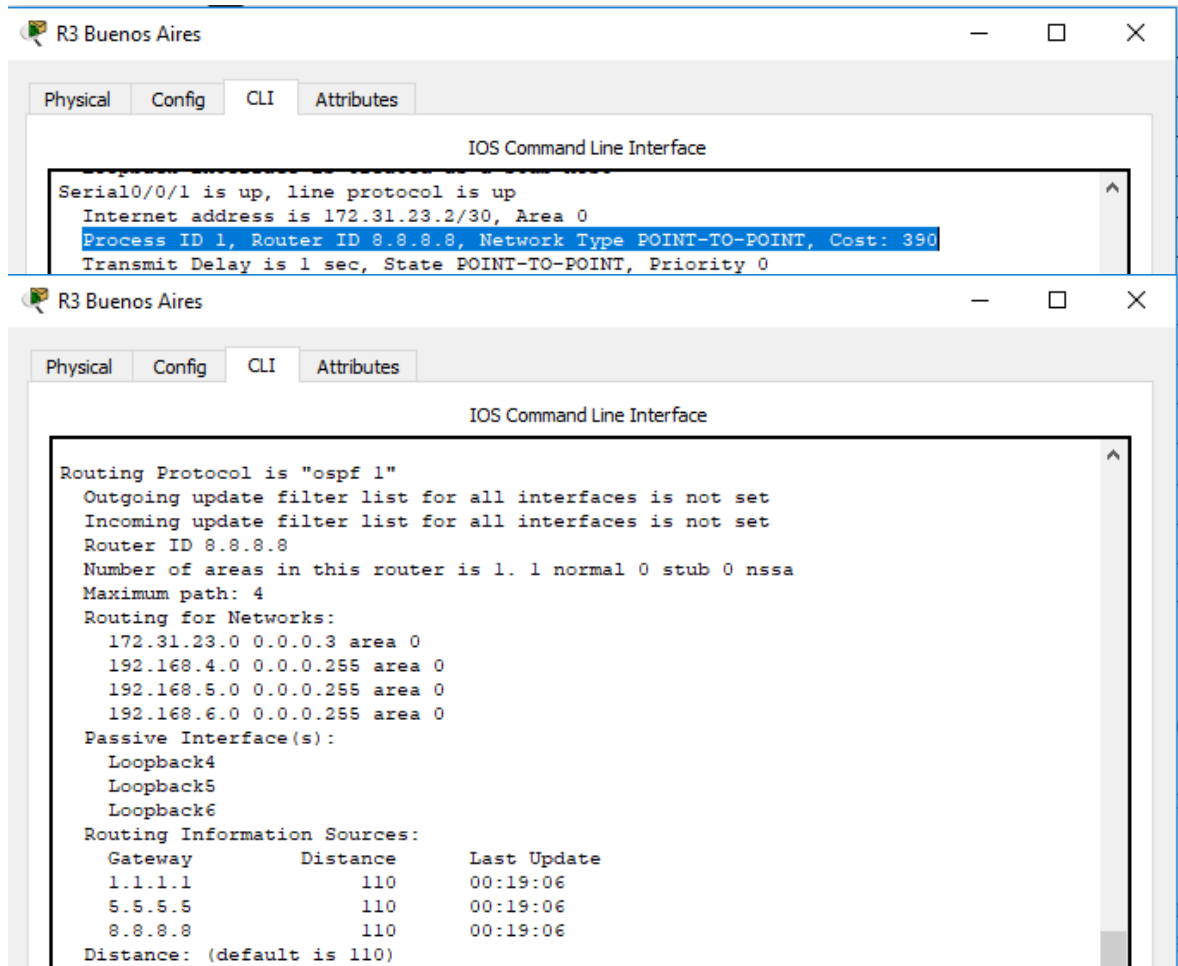 R3 Buenos Aires
Physical Config CLI Attributes
IOS Command Line Interface
Serial0/0/1 is up, line protocol is up
Internet address is 172.31.23.2/30, Area 0
Process ID 1, Router ID 8.8.8.8, Network Type POINT-TO-POINT, Cost: 390
Transmit Delay is 1 sec, State POINT-TO-POINT, Priority 0
R3 Buenos Aires
Physical Config CLI Attributes
IOS Command Line Interface
Routing Protocol is "ospf 1"
Outgoing update filter list for all interfaces is not set
Incoming update filter list for all interfaces is not set
Router ID 8.8.8.8
Number of areas in this router is 1. 1 normal 0 stub 0 nssa
Maximum path: 4
Routing for Networks:
172.31.23.0 0.0.0.3 area 0
192.168.4.0 0.0.0.255 area 0
192.168.5.0 0.0.0.255 area 0
192.168.6.0 0.0.0.255 area 0
Passive Interface(s):
Loopback4
Loopback5
Loopback6
Routing Information Sources:
Gateway Distance Last Update
1.1.1.1 110 00:19:06
5.5.5.5 110 00:19:06
8.8.8.8 110 00:19:06
Distance: (default is 110)